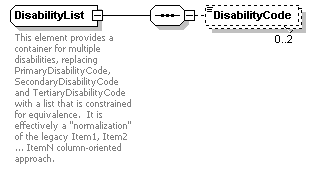 DisabilityList
DisabilityCode
0..2
This element provides a
container for multiple
disabilities, replacing
PrimaryDisabilityCode,
SecondaryDisabilityCode
and TertiaryDisabilityCode
with a list that is constrained
for equivalence.  It is
effectively a "normalization"
of the legacy Item1, Item2
... ItemN column-oriented
approach.